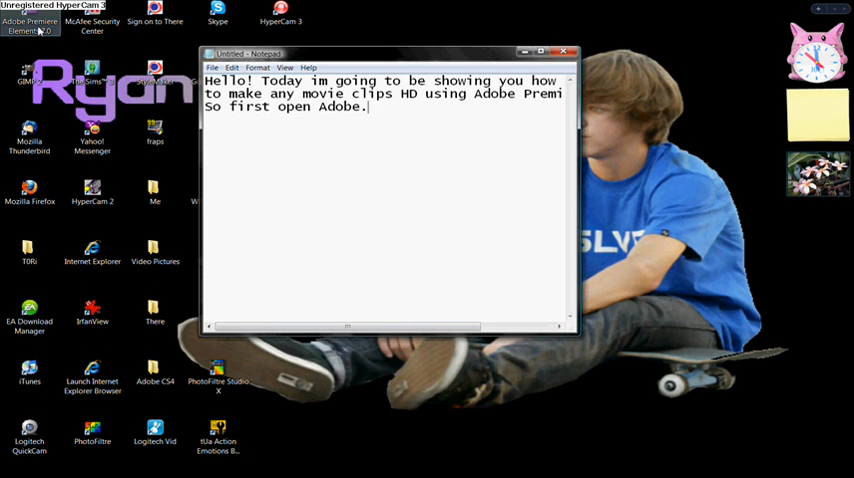 Unregistered HyperCam 3
Adobe Premiere Elements 7.0
McAfee Security Center
Sign on to There
Skype
HyperCam 3
Untitled - Notepad
File Edit Format View Help
Hello! Today im going to be showing you how
to make any movie clips HD using Adobe Premi
So first open Adobe.
Ryan
GIMP 2
The Sims™
StyleMaker
Mozilla Thunderbird
Yahoo! Messenger
fraps
Mozilla Firefox
HyperCam 2
Me
T0Ri
Internet Explorer
Video Pictures
EA Download Manager
IrfanView
There
iTunes
Launch Internet Explorer Browser
Adobe CS4
PhotoFiltre Studio X
Logitech QuickCam
PhotoFiltre
Logitech Vid
tUa Action Emotions B...